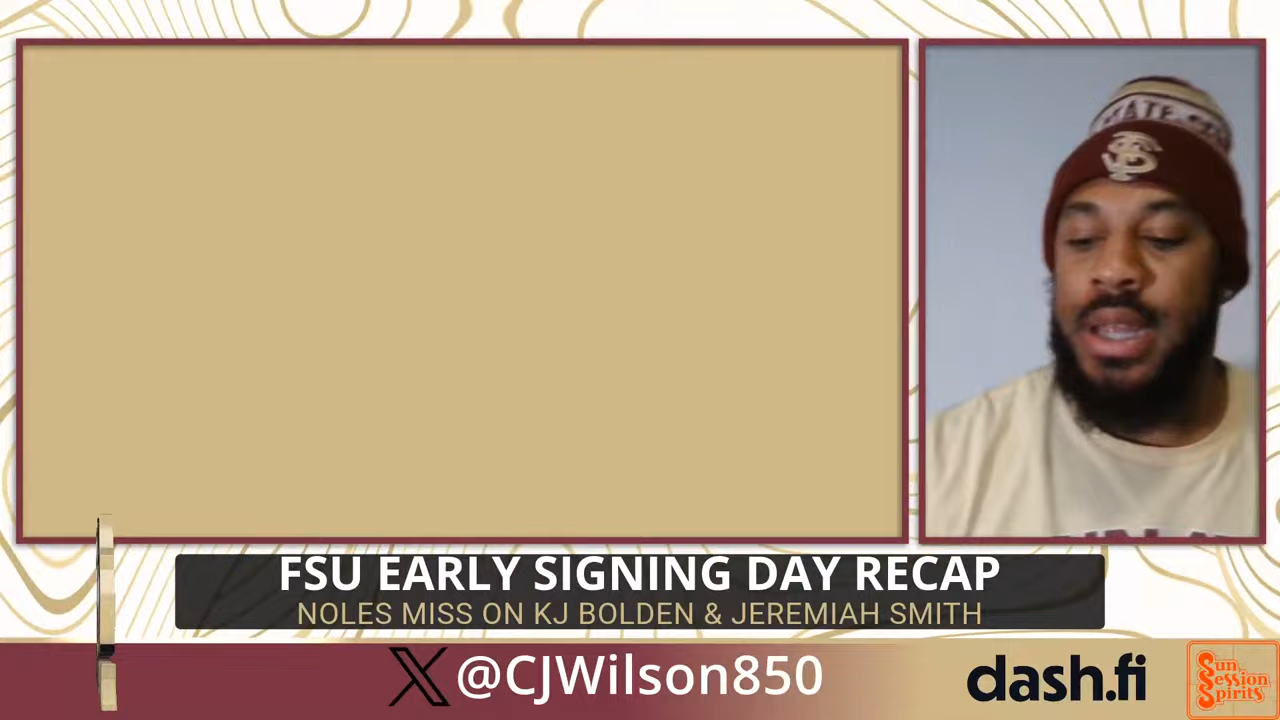 FSU EARLY SIGNING DAY RECAP
NOLES MISS ON KJ BOLDEN & JEREMIAH SMITH
@CJWilson850
dash.fi
Sun
Session
Spirits